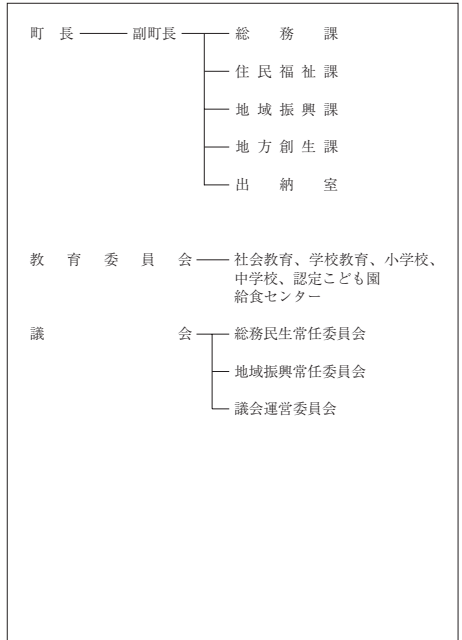 町長 副町長 総務課
住民福祉課
地域振興課
地方創生課
出納室
教育委員会 社会教育、学校教育、小学校、
中学校、認定こども園
給食センター
議会 総務民生常任委員会
地域振興常任委員会
議会運営委員会